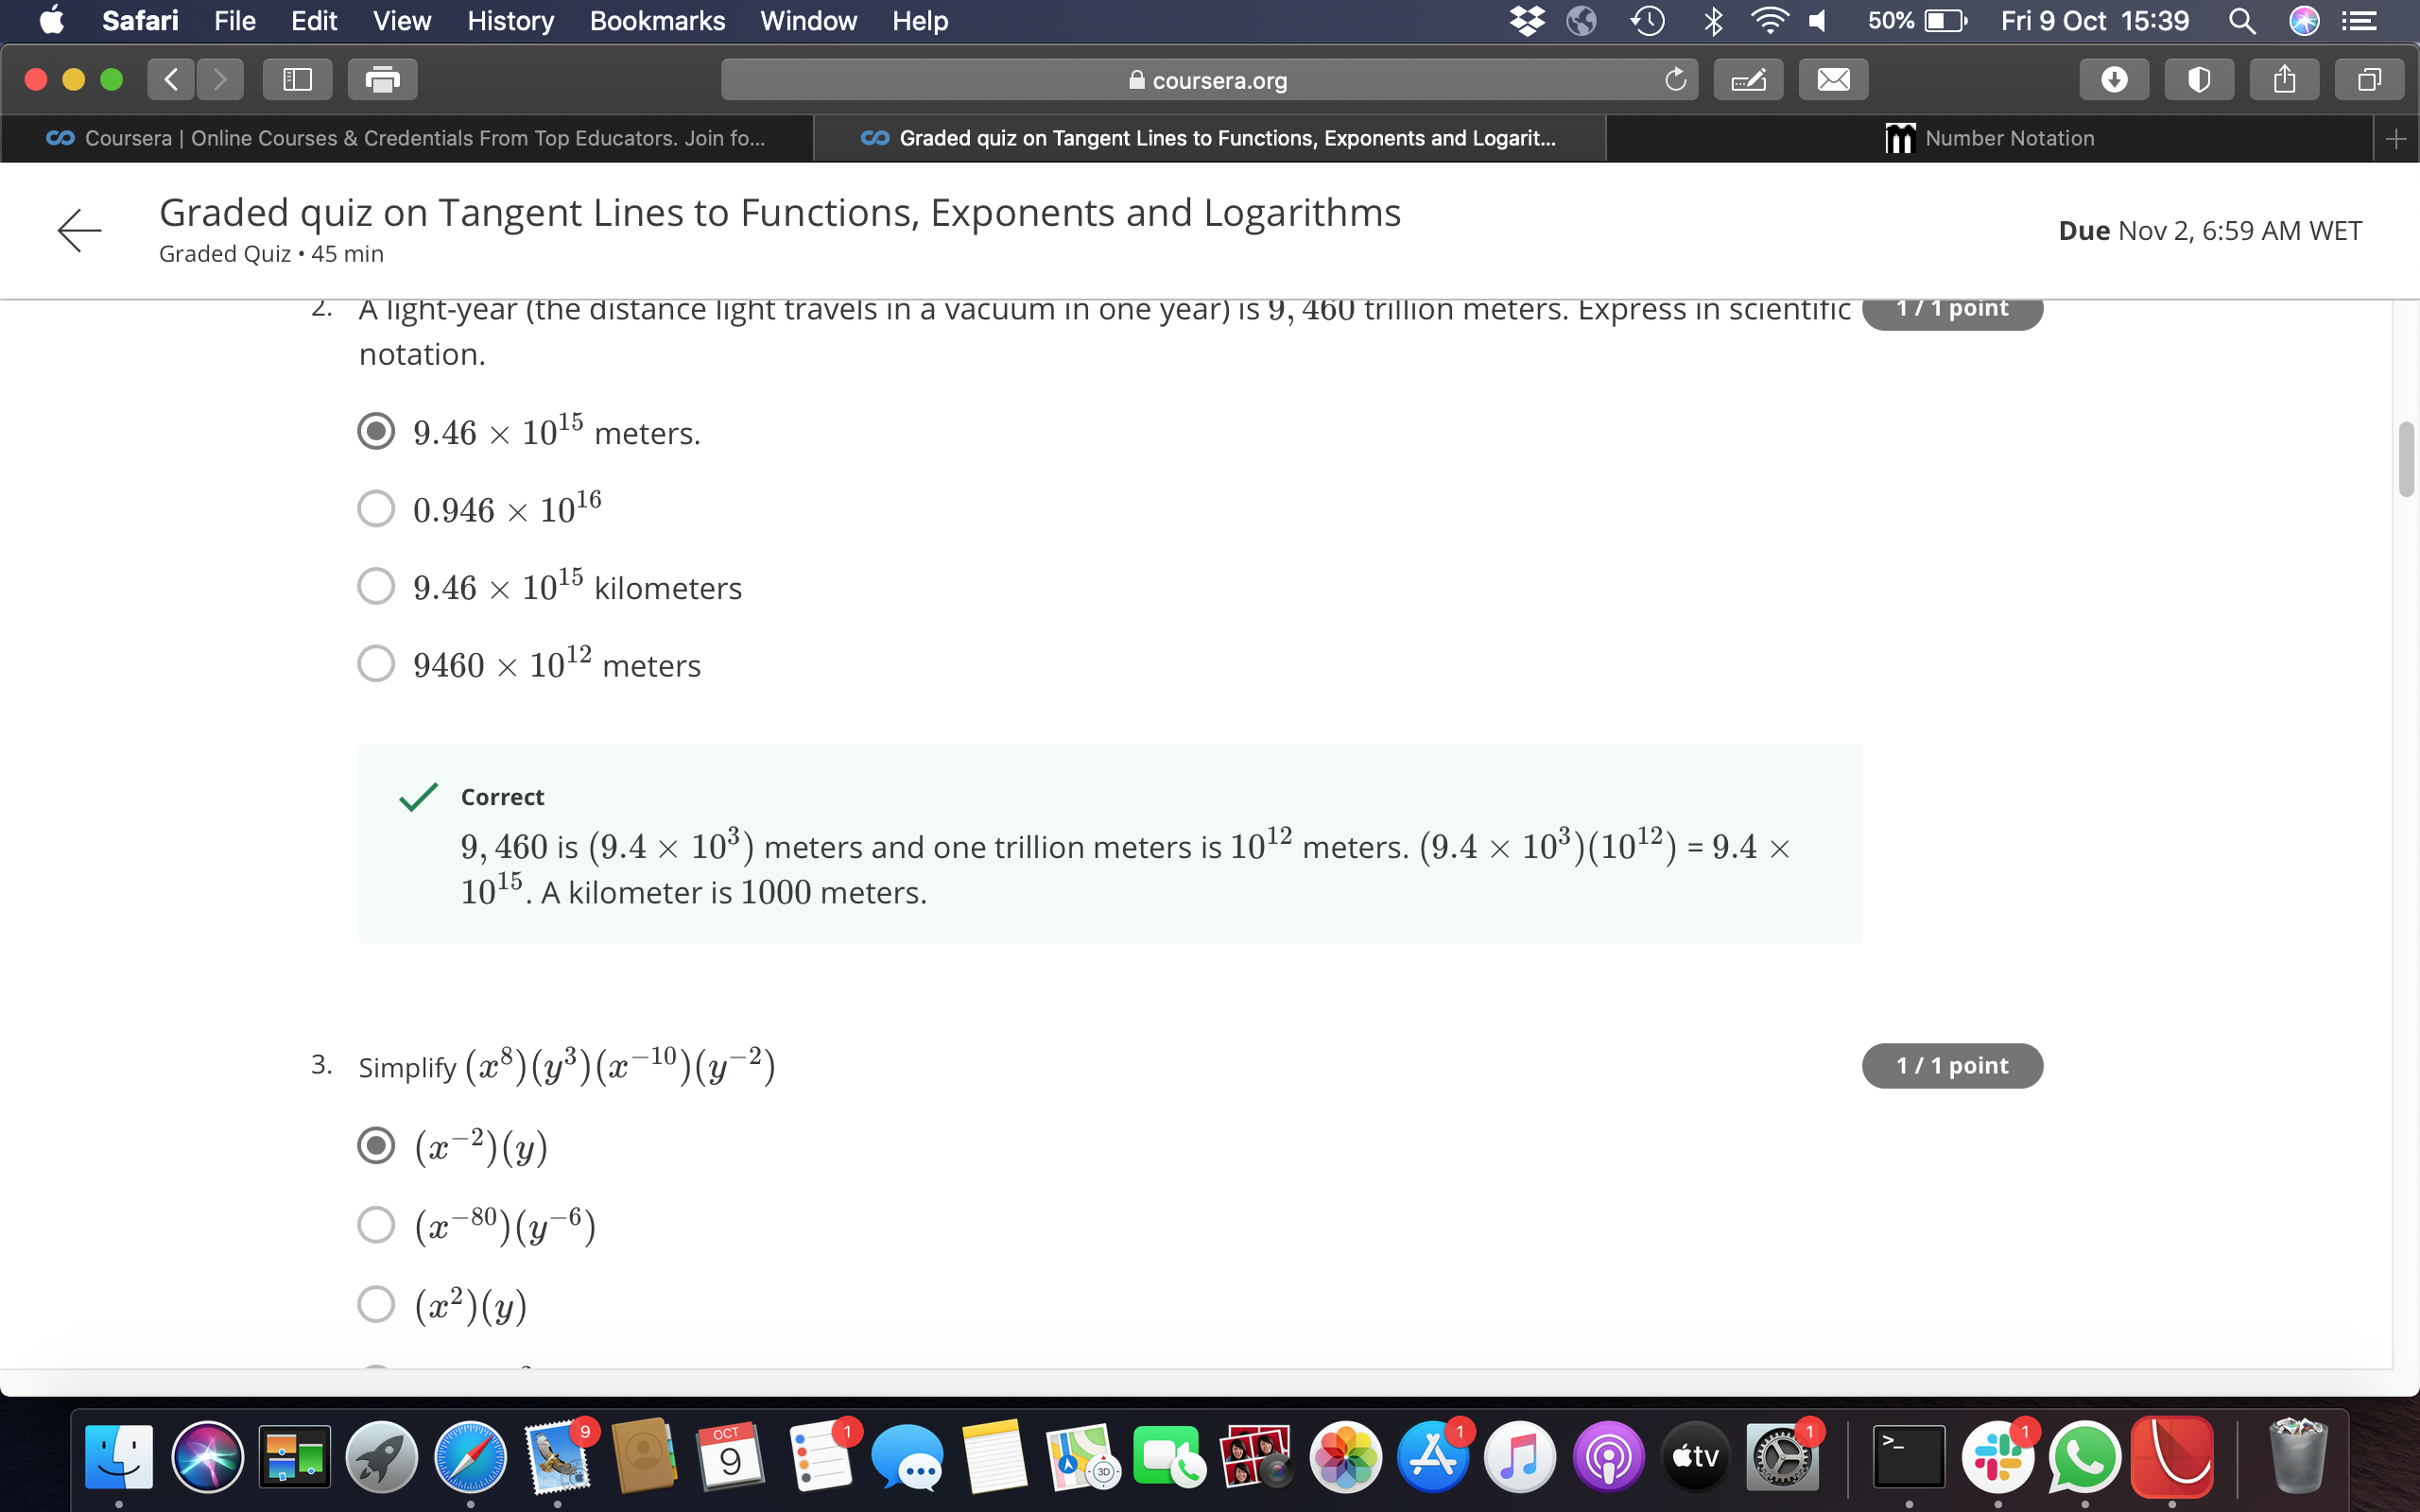 Safari File Edit View History Bookmarks Window Help 50% Fri 9 Oct 15:39
coursera.org
Coursera | Online Courses & Credentials From Top Educators. Join fo... Graded quiz on Tangent Lines to Functions, Exponents and Logarit... Number Notation
Graded quiz on Tangent Lines to Functions, Exponents and Logarithms
Graded Quiz • 45 min
Due Nov 2, 6:59 AM WET
2. A light-year (the distance light travels in a vacuum in one year) is 9, 460 trillion meters. Express in scientific
notation.
1 / 1 point
9.46 × 10^15 meters.
0.946 × 10^16
9.46 × 10^15 kilometers
9460 × 10^12 meters
Correct
9, 460 is (9.4 × 10^3) meters and one trillion meters is 10^12 meters. (9.4 × 10^3)(10^12) = 9.4 ×
10^15. A kilometer is 1000 meters.
3. Simplify (x^8)(y^3)(x^−10)(y^−2)
1 / 1 point
(x^−2)(y)
(x^−80)(y^−6)
(x^2)(y)
9 OCT 9 1 3D 1 tv 1 >_ 1